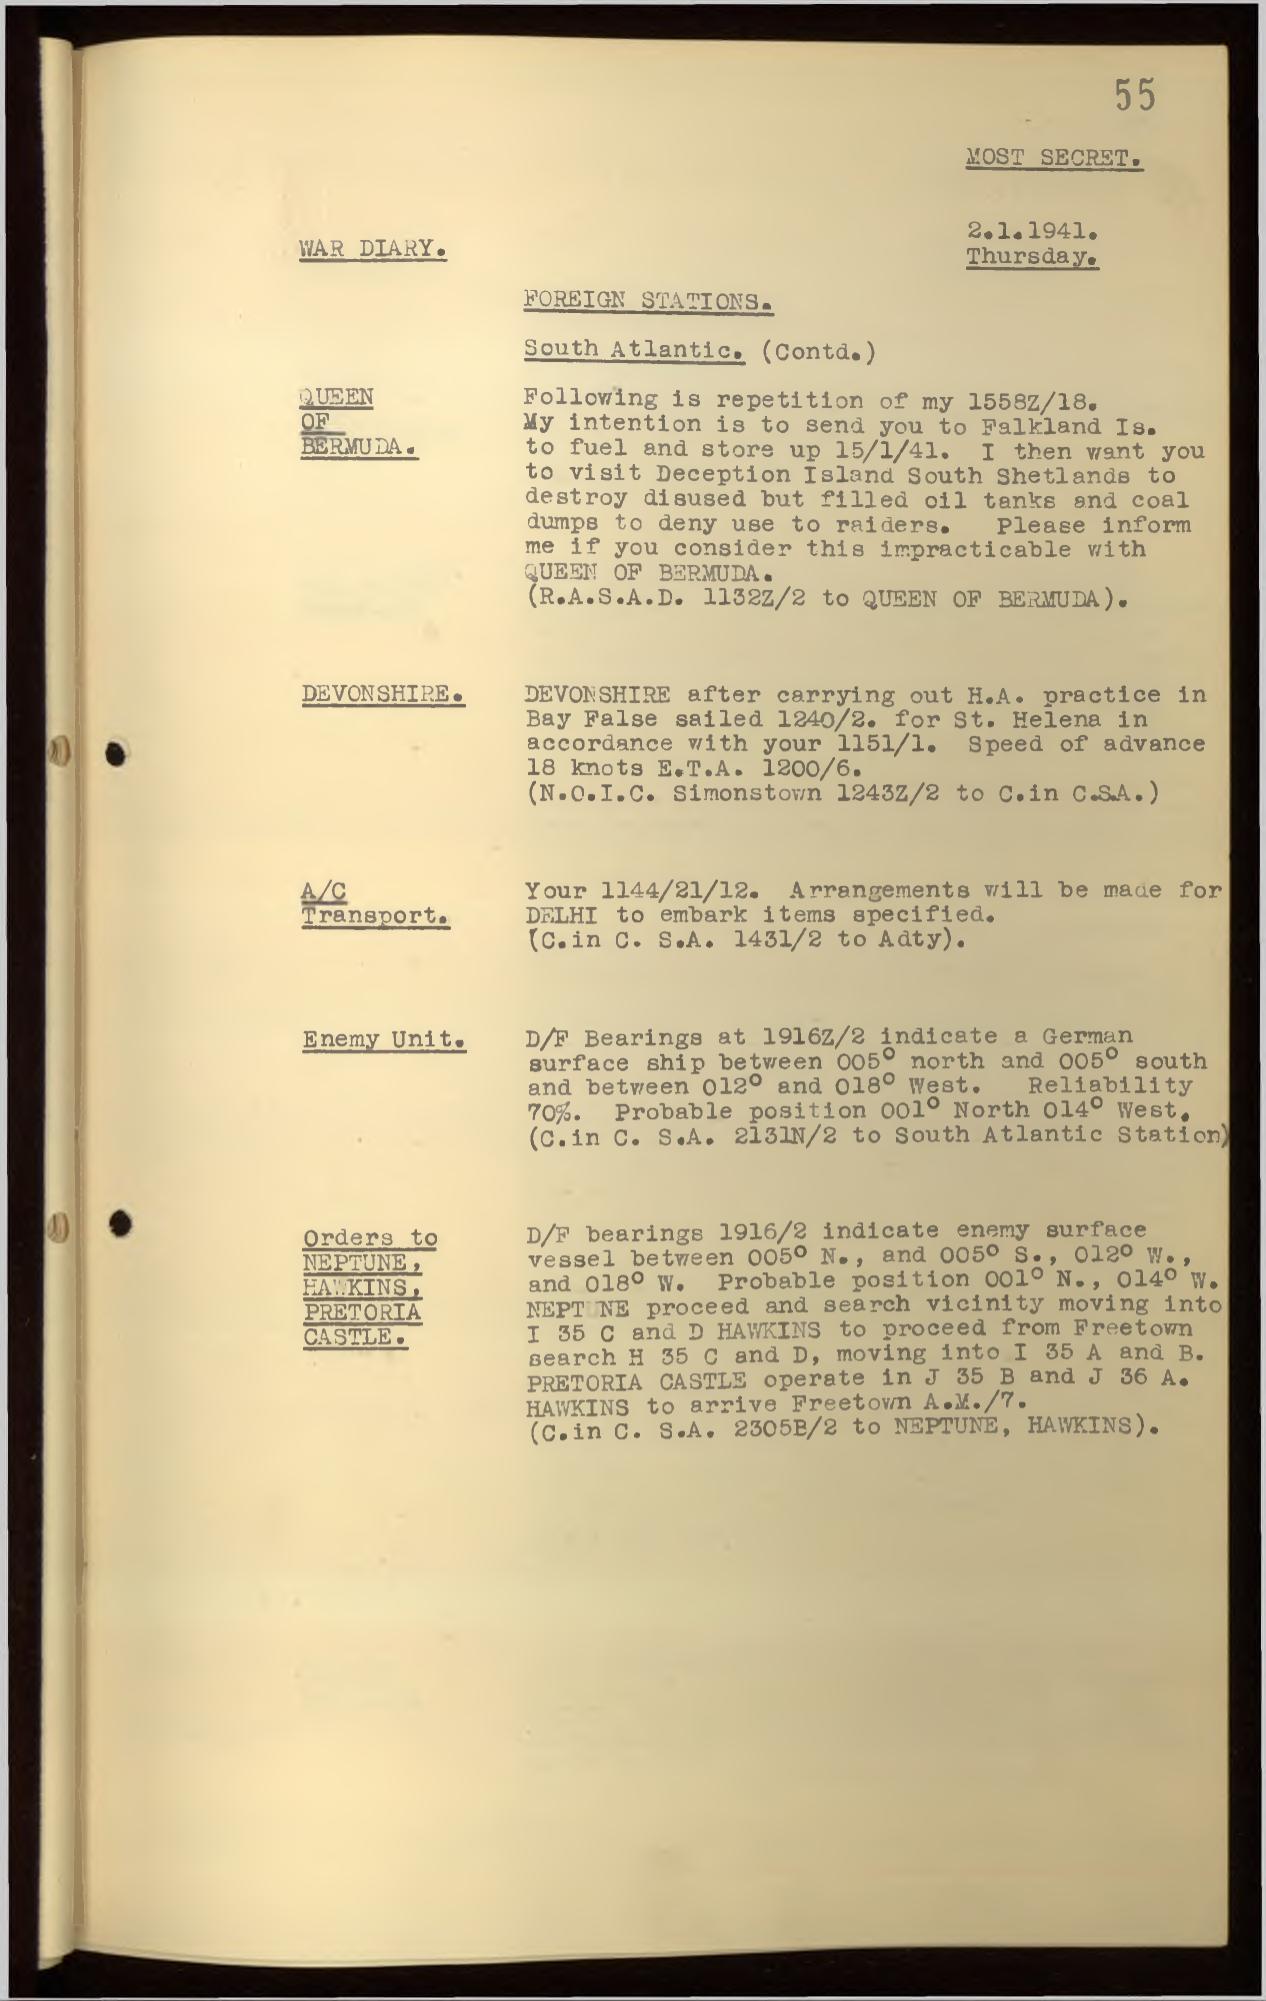 55
MOST SECRET.
2.1.1941.
WAR DIARY.
Thursday.
FOREIGN STATIONS.
South Atlantic. (Contd.)
QUEEN
OF
BERMUDA.
Following is repetition of my 1558Z/18.
My intention is to send you to Falkland Is.
to fuel and store up 15/1/41. I then want you
to visit Deception Island South Shetlands to
destroy disused but filled oil tanks and coal
dumps to deny use to raiders. Please inform
me if you consider this impracticable with
QUEEN OF BERMUDA.
(R.A.S.A.D. 1132Z/2 to QUEEN OF BERMUDA).
DEVONSHIRE.
DEVONSHIRE after carrying out H.A. practice in
Bay False sailed 1240/2. for St. Helena in
accordance with your 1151/1. Speed of advance
18 knots E.T.A. 1200/6.
(N.O.I.C. Simonstown 1243Z/2 to C.in C.S.A.)
A/C
Transport.
Your 1144/21/12. Arrangements will be made for
DELHI to embark items specified.
(C.in C. S.A. 1431/2 to Adty).
Enemy Unit.
D/F Bearings at 1916Z/2 indicate a German
surface ship between 005° north and 005° south
and between 012° and 018° West. Reliability
70%. Probable position 001° North 014° West.
(C.in C. S.A. 2131N/2 to South Atlantic Station)
Orders to
NEPTUNE,
HAWKINS,
PRETORIA
CASTLE.
D/F bearings 1916/2 indicate enemy surface
vessel between 005° N., and 005° S., 012° W.,
and 018° W. Probable position 001° N., 014° W.
NEPTUNE proceed and search vicinity moving into
I 35 C and D HAWKINS to proceed from Freetown
search H 35 C and D, moving into I 35 A and B.
PRETORIA CASTLE operate in J 35 B and J 36 A.
HAWKINS to arrive Freetown A.M./7.
(C.in C. S.A. 2305B/2 to NEPTUNE, HAWKINS).